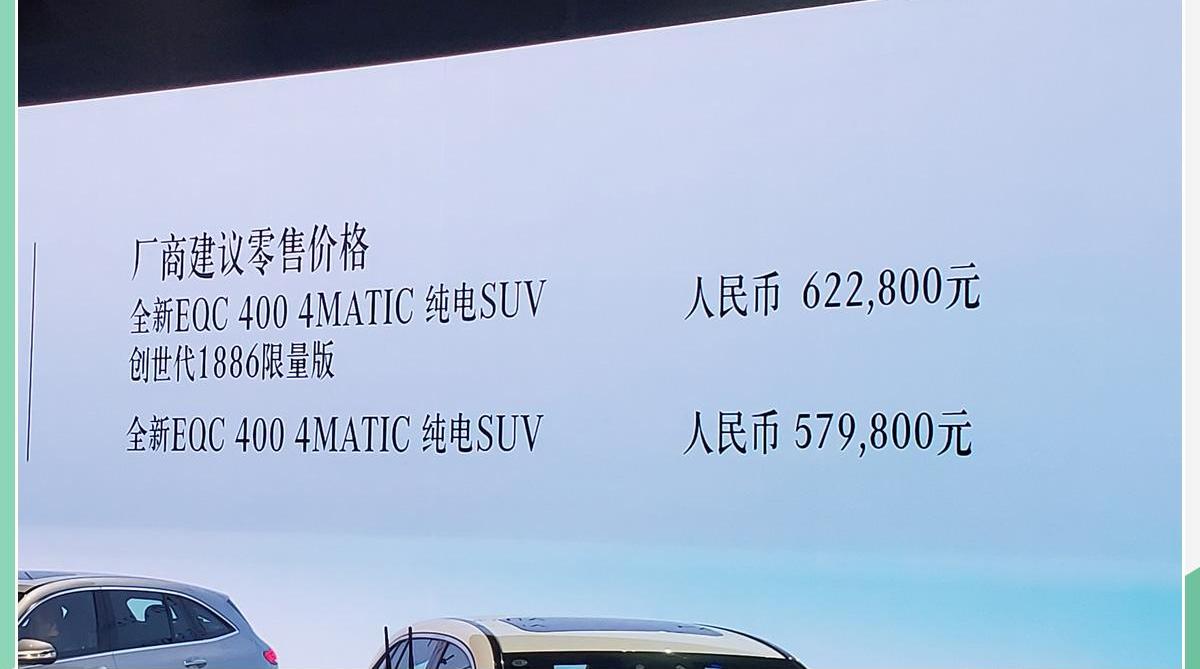 厂商建议零售价格
全新EQC 400 4MATIC 纯电SUV 人民币 622,800元
创世代1886限量版
全新EQC 400 4MATIC 纯电SUV 人民币 579,800元